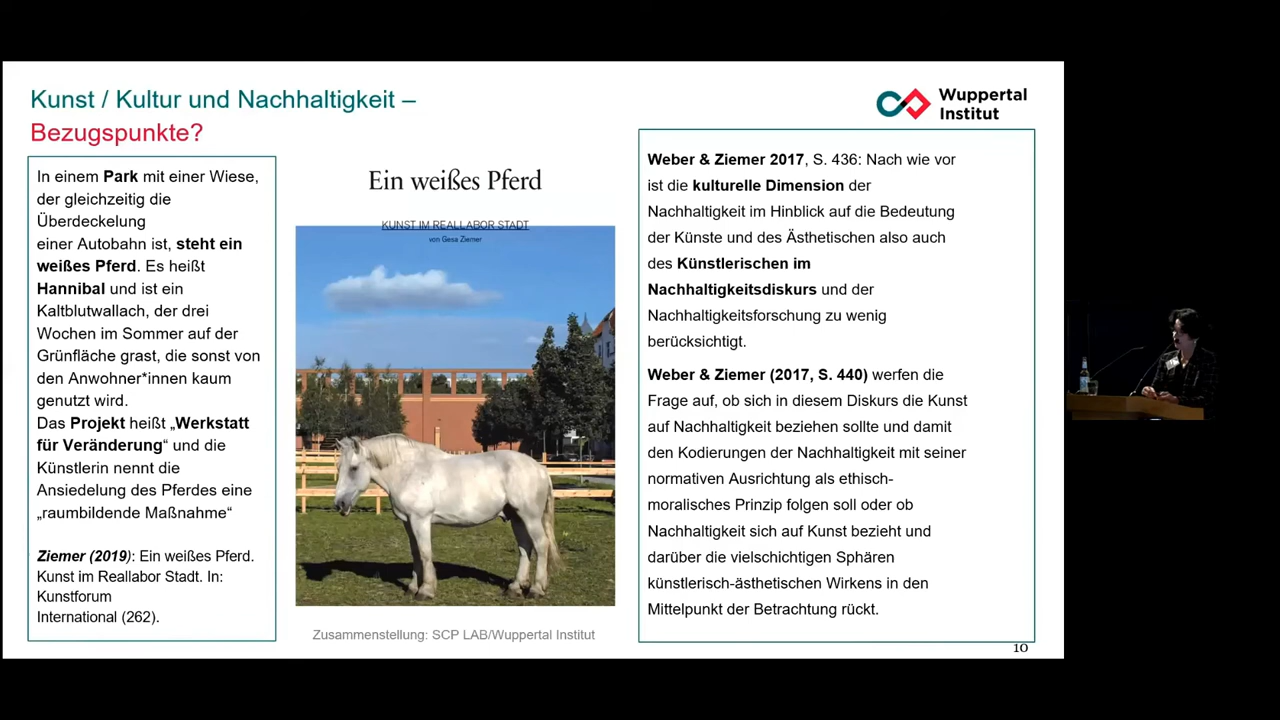 Kunst / Kultur und Nachhaltigkeit –
Bezugspunkte?
Wuppertal
Institut
In einem Park mit einer Wiese,
der gleichzeitig die
Überdeckelung
einer Autobahn ist, steht ein
weißes Pferd. Es heißt
Hannibal und ist ein
Kaltblutwallach, der drei
Wochen im Sommer auf der
Grünfläche grast, die sonst von
den Anwohner*innen kaum
genutzt wird.
Das Projekt heißt „Werkstatt
für Veränderung“ und die
Künstlerin nennt die
Ansiedelung des Pferdes eine
„raumbildende Maßnahme“
Ziemer (2019): Ein weißes Pferd.
Kunst im Reallabor Stadt. In:
Kunstforum
International (262).
Ein weißes Pferd
KUNST IM REALLABOR STADT
von Gesa Ziemer
Zusammenstellung: SCP LAB/Wuppertal Institut
Weber & Ziemer 2017, S. 436: Nach wie vor
ist die kulturelle Dimension der
Nachhaltigkeit im Hinblick auf die Bedeutung
der Künste und des Ästhetischen also auch
des Künstlerischen im
Nachhaltigkeitsdiskurs und der
Nachhaltigkeitsforschung zu wenig
berücksichtigt.
Weber & Ziemer (2017, S. 440) werfen die
Frage auf, ob sich in diesem Diskurs die Kunst
auf Nachhaltigkeit beziehen sollte und damit
den Kodierungen der Nachhaltigkeit mit seiner
normativen Ausrichtung als ethisch-
moralisches Prinzip folgen soll oder ob
Nachhaltigkeit sich auf Kunst bezieht und
darüber die vielschichtigen Sphären
künstlerisch-ästhetischen Wirkens in den
Mittelpunkt der Betrachtung rückt.
10